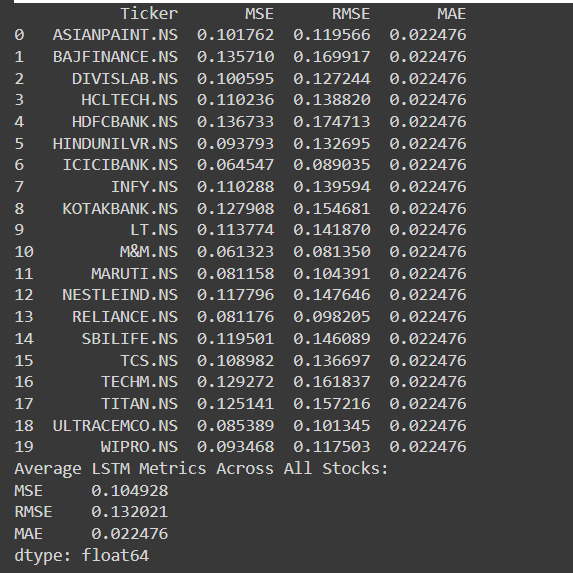 Ticker MSE RMSE MAE
0 ASIANPAINT.NS 0.101762 0.119566 0.022476
1 BAJFINANCE.NS 0.135710 0.169917 0.022476
2 DIVISLAB.NS 0.100595 0.127244 0.022476
3 HCLTECH.NS 0.110236 0.138820 0.022476
4 HDFCBANK.NS 0.136733 0.174713 0.022476
5 HINDUNILVR.NS 0.093793 0.132695 0.022476
6 ICICIBANK.NS 0.064547 0.089035 0.022476
7 INFY.NS 0.110288 0.139594 0.022476
8 KOTAKBANK.NS 0.127908 0.154681 0.022476
9 LT.NS 0.113774 0.141870 0.022476
10 M&M.NS 0.061323 0.081350 0.022476
11 MARUTI.NS 0.081158 0.104391 0.022476
12 NESTLEIND.NS 0.117796 0.147646 0.022476
13 RELIANCE.NS 0.081176 0.098205 0.022476
14 SBILIFE.NS 0.119501 0.146089 0.022476
15 TCS.NS 0.108982 0.136697 0.022476
16 TECHM.NS 0.129272 0.161837 0.022476
17 TITAN.NS 0.125141 0.157216 0.022476
18 ULTRACEMCO.NS 0.085389 0.101345 0.022476
19 WIPRO.NS 0.093468 0.117503 0.022476
Average LSTM Metrics Across All Stocks:
MSE 0.104928
RMSE 0.132021
MAE 0.022476
dtype: float64